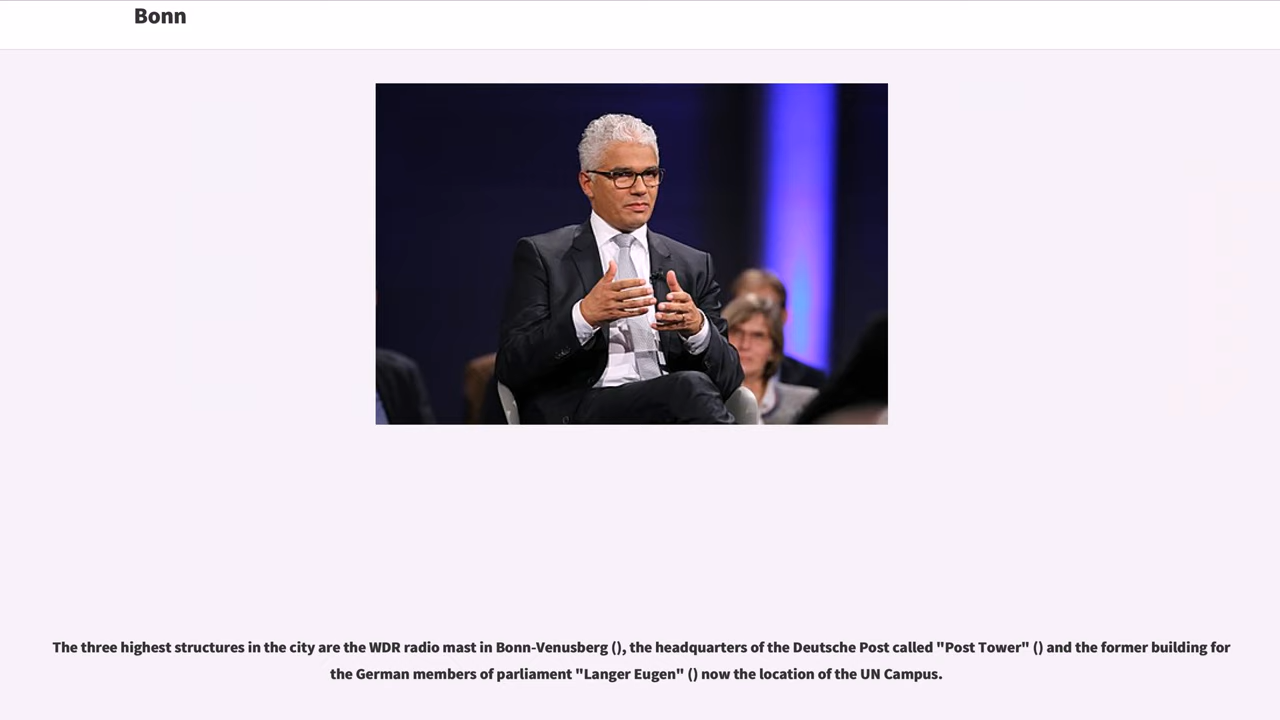 Bonn
The three highest structures in the city are the WDR radio mast in Bonn-Venusberg (), the headquarters of the Deutsche Post called "Post Tower" () and the former building for
the German members of parliament "Langer Eugen" () now the location of the UN Campus.